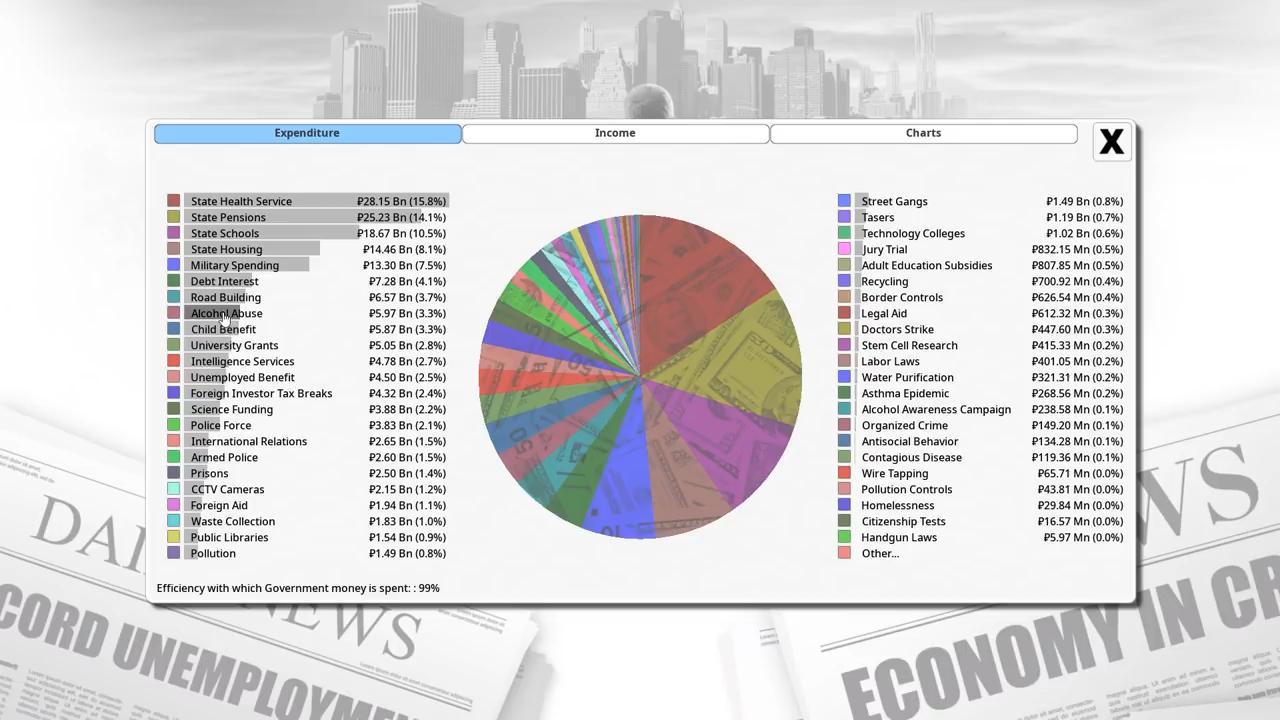 Expenditure
Income
Charts
X
State Health Service ₽28.15 Bn (15.8%)
State Pensions ₽25.23 Bn (14.1%)
State Schools ₽18.67 Bn (10.5%)
State Housing ₽14.46 Bn (8.1%)
Military Spending ₽13.30 Bn (7.5%)
Debt Interest ₽7.28 Bn (4.1%)
Road Building ₽6.57 Bn (3.7%)
Alcohol Abuse ₽5.97 Bn (3.3%)
Child Benefit ₽5.87 Bn (3.3%)
University Grants ₽5.05 Bn (2.8%)
Intelligence Services ₽4.78 Bn (2.7%)
Unemployed Benefit ₽4.50 Bn (2.5%)
Foreign Investor Tax Breaks ₽4.32 Bn (2.4%)
Science Funding ₽3.88 Bn (2.2%)
Police Force ₽3.83 Bn (2.1%)
International Relations ₽2.65 Bn (1.5%)
Armed Police ₽2.60 Bn (1.5%)
Prisons ₽2.50 Bn (1.4%)
CCTV Cameras ₽2.15 Bn (1.2%)
Foreign Aid ₽1.94 Bn (1.1%)
Waste Collection ₽1.83 Bn (1.0%)
Public Libraries ₽1.54 Bn (0.9%)
Pollution ₽1.49 Bn (0.8%)
Street Gangs ₽1.49 Bn (0.8%)
Tasers ₽1.19 Bn (0.7%)
Technology Colleges ₽1.02 Bn (0.6%)
Jury Trial ₽832.15 Mn (0.5%)
Adult Education Subsidies ₽807.85 Mn (0.5%)
Recycling ₽700.92 Mn (0.4%)
Border Controls ₽626.54 Mn (0.4%)
Legal Aid ₽612.32 Mn (0.3%)
Doctors Strike ₽447.60 Mn (0.3%)
Stem Cell Research ₽415.33 Mn (0.2%)
Labor Laws ₽401.05 Mn (0.2%)
Water Purification ₽321.31 Mn (0.2%)
Asthma Epidemic ₽268.56 Mn (0.2%)
Alcohol Awareness Campaign ₽238.58 Mn (0.1%)
Organized Crime ₽149.20 Mn (0.1%)
Antisocial Behavior ₽134.28 Mn (0.1%)
Contagious Disease ₽119.36 Mn (0.1%)
Wire Tapping ₽65.71 Mn (0.0%)
Pollution Controls ₽43.81 Mn (0.0%)
Homelessness ₽29.84 Mn (0.0%)
Citizenship Tests ₽16.57 Mn (0.0%)
Handgun Laws ₽5.97 Mn (0.0%)
Other...
Efficiency with which Government money is spent: : 99%
DAI
NEWS
CORD UNEMPLOYME
WS
ECONOMY IN CR